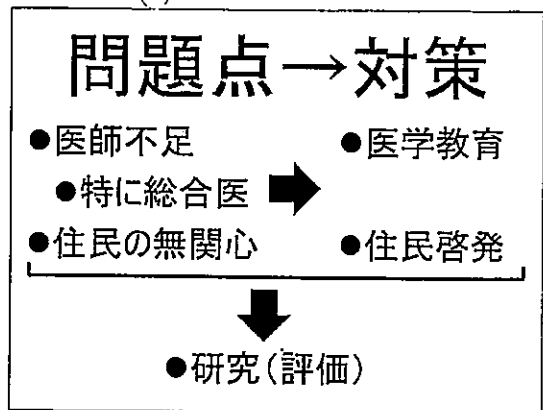 問題点→対策
●医師不足 ●医学教育
●特に総合医
●住民の無関心 ●住民啓発
●研究(評価)